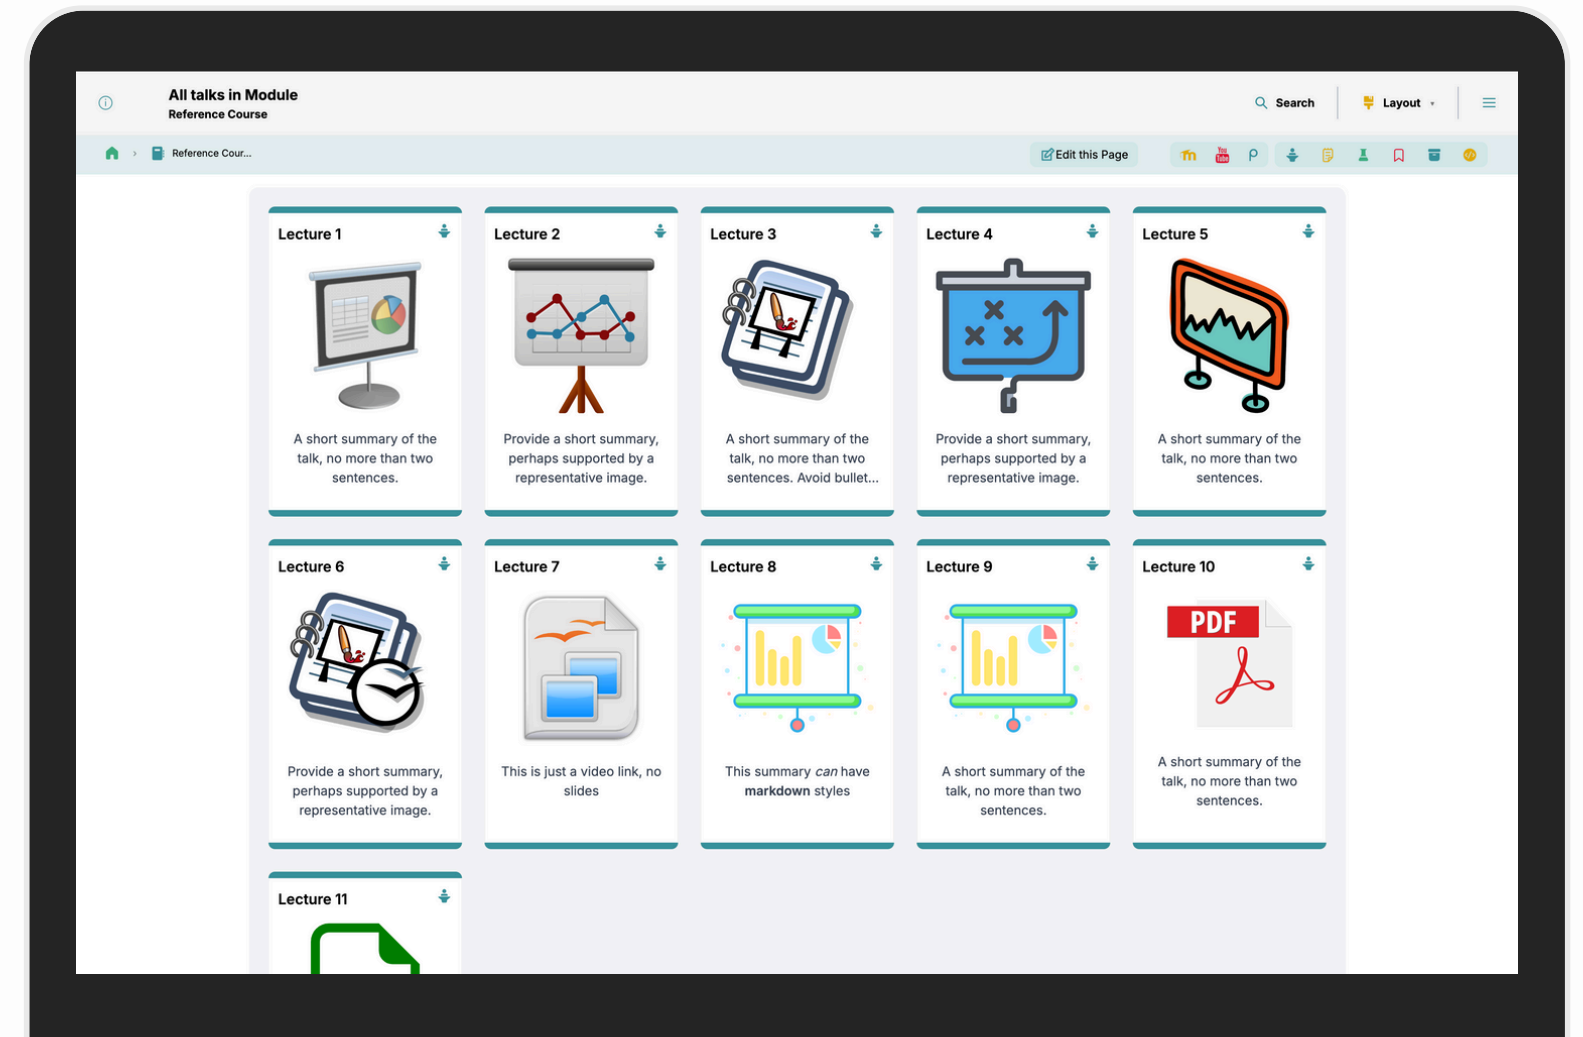 All talks in Module
Reference Course
Search
Layout
Reference Cour...
Edit this Page
You
Tube
Lecture 1
A short summary of the
talk, no more than two
sentences.
Lecture 2
Provide a short summary,
perhaps supported by a
representative image.
Lecture 3
A short summary of the
talk, no more than two
sentences. Avoid bullet...
Lecture 4
Provide a short summary,
perhaps supported by a
representative image.
Lecture 5
A short summary of the
talk, no more than two
sentences.
Lecture 6
Provide a short summary,
perhaps supported by a
representative image.
Lecture 7
This is just a video link, no
slides
Lecture 8
This summary can have
markdown styles
Lecture 9
A short summary of the
talk, no more than two
sentences.
Lecture 10
PDF
A short summary of the
talk, no more than two
sentences.
Lecture 11